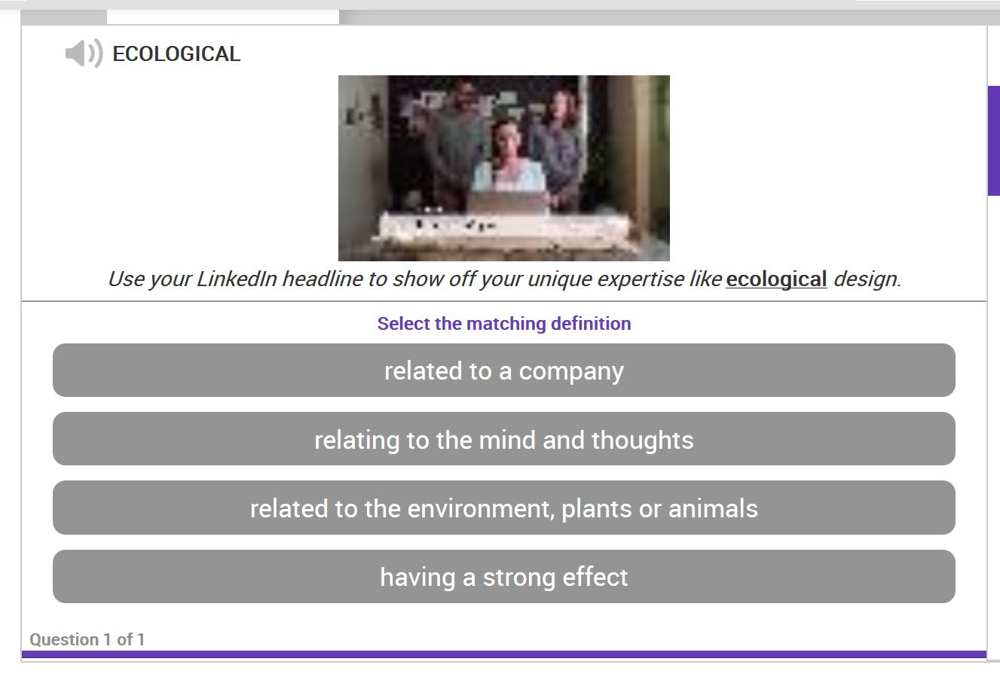 ECOLOGICAL
Use your LinkedIn headline to show off your unique expertise like ecological design.
Select the matching definition
related to a company
relating to the mind and thoughts
related to the environment, plants or animals
having a strong effect
Question 1 of 1